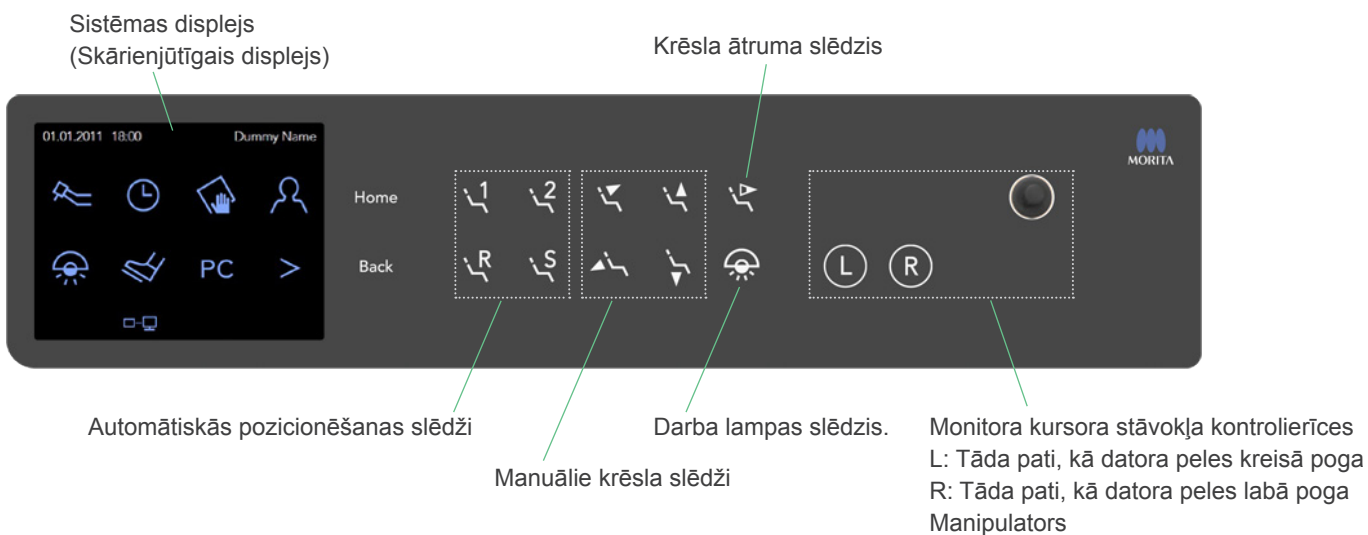 Sistēmas displejs
(Skārienjūtīgais displejs)
Krēsla ātruma slēdzis
01.01.2011 18:00 Dummy Name
MORITA
Home
1 2
Back
R S
PC >
L R
Automātiskās pozicionēšanas slēdži
Manuālie krēsla slēdži
Darba lampas slēdzis.
Monitora kursora stāvokļa kontrolierīces
L: Tāda pati, kā datora peles kreisā poga
R: Tāda pati, kā datora peles labā poga
Manipulators